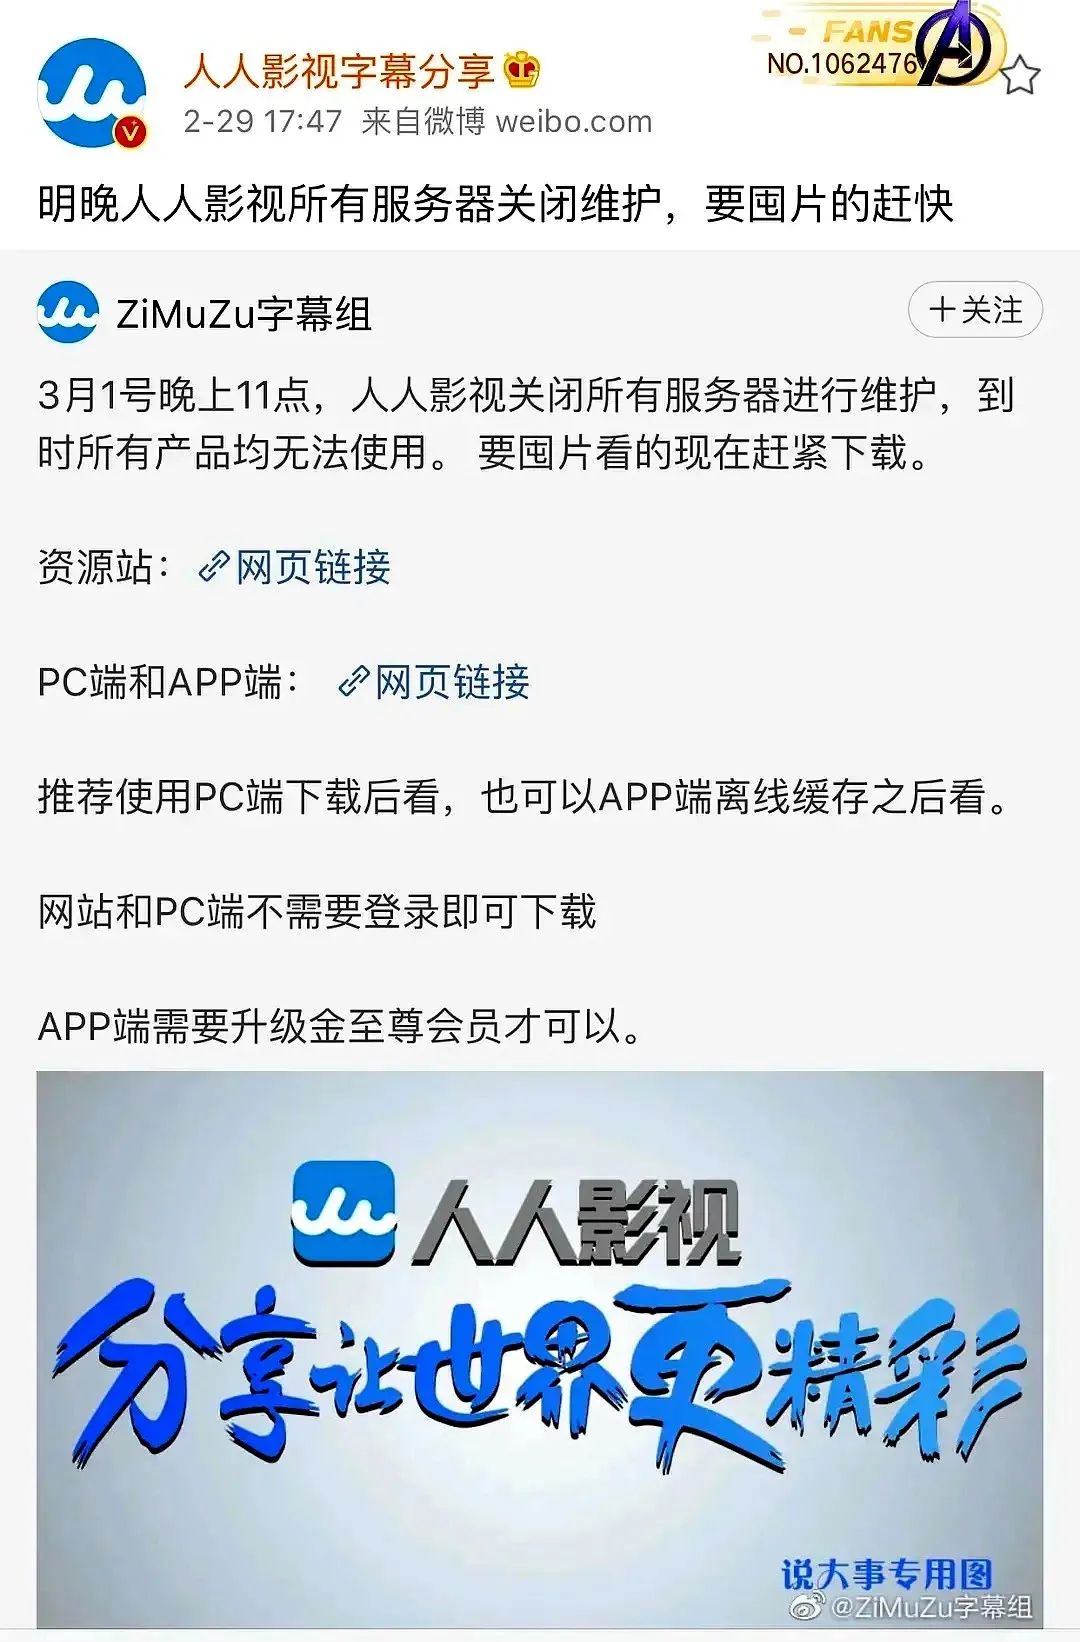 人人影视字幕分享
FANS
NO.1062476
2-29 17:47 来自微博 weibo.com
明晚人人影视所有服务器关闭维护，要囤片的赶快
ZiMuZu字幕组
+关注
3月1号晚上11点，人人影视关闭所有服务器进行维护，到
时所有产品均无法使用。 要囤片看的现在赶紧下载。
资源站： 网页链接
PC端和APP端： 网页链接
推荐使用PC端下载后看，也可以APP端离线缓存之后看。
网站和PC端不需要登录即可下载
APP端需要升级金至尊会员才可以。
人人影视
分享让世界更精彩
说大事专用图
@ZiMuZu字幕组